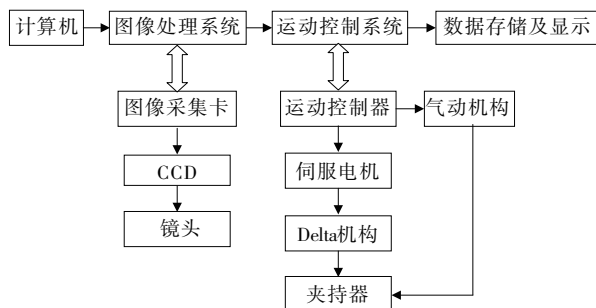 计算机
图像处理系统
运动控制系统
数据存储及显示
图像采集卡
运动控制器
气动机构
CCD
伺服电机
镜头
Delta机构
夹持器